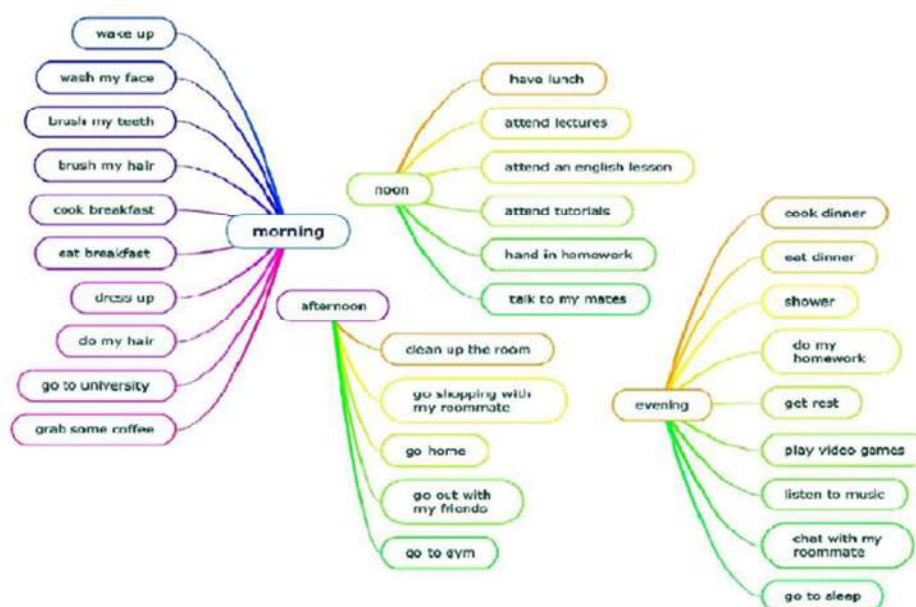 wake up
wash my face
brush my teeth
brush my hair
cook breakfast
eat breakfast
dress up
do my hair
go to university
grab some coffee
morning
noon
have lunch
attend lectures
attend an english lesson
attend tutorials
hand in homework
talk to my mates
afternoon
clean up the room
go shopping with
my roommate
go home
go out with
my friends
go to gym
evening
cook dinner
eat dinner
shower
do my
homework
get rest
play video games
listen to music
chat with my
roommate
go to sleep